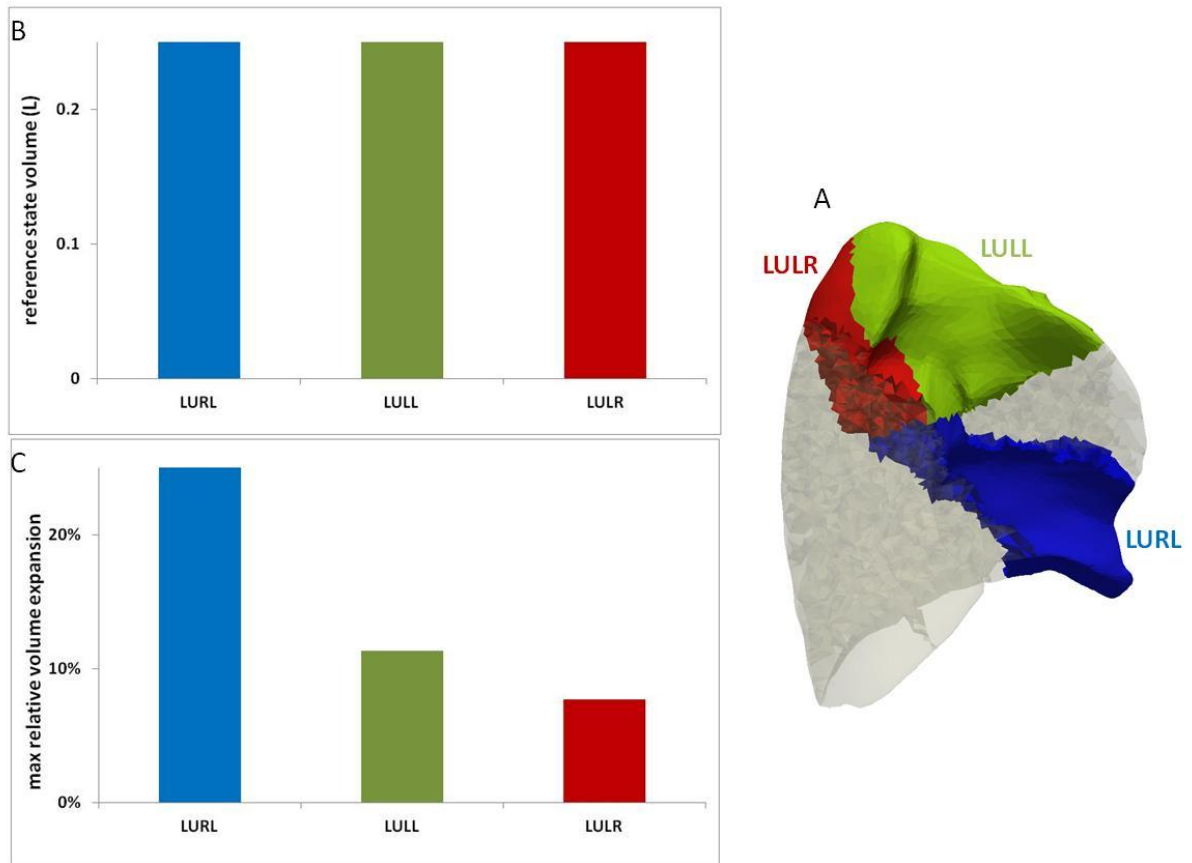 B
reference state volume (L)
0.2
0.1
0
LURL LULL LULR
C
max relative volume expansion
20%
10%
0%
LURL LULL LULR
A
LULR
LULL
LURL